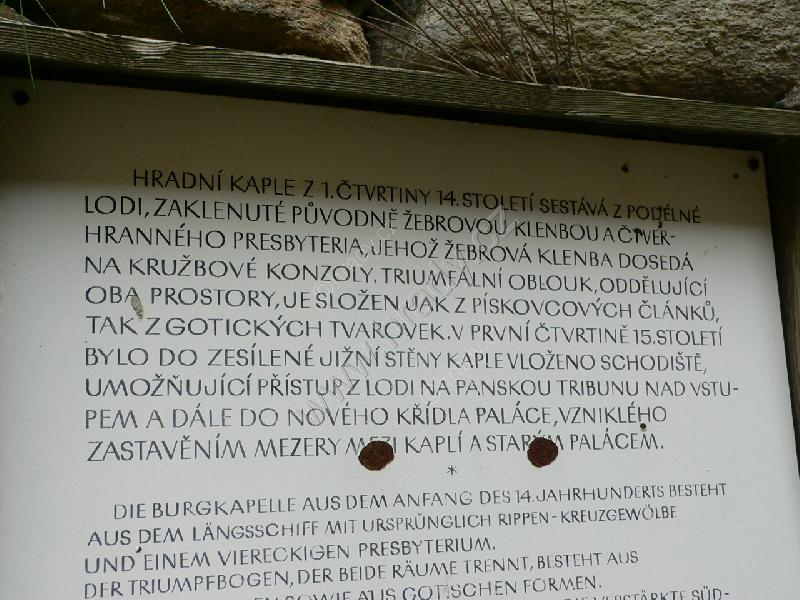 HRADNÍ KAPLE Z 1. ČTVRTINY 14. STOLETÍ SESTÁVÁ Z PODÉLNÉ
LODI, ZAKLENUTÉ PŮVODNĚ ŽEBROVOU KLENBOU A ČTVER-
HRANNÉHO PRESBYTERIA, JEHOŽ ŽEBROVÁ KLENBA DOSEDÁ
NA KRUŽBOVÉ KONZOLY. TRIUMFÁLNÍ OBLOUK, ODDĚLUJÍCÍ
OBA PROSTORY, JE SLOŽEN JAK Z PÍSKOVCOVÝCH ČLÁNKŮ,
TAK Z GOTICKÝCH TVAROVEK. V PRVNÍ ČTVRTINĚ 15. STOLETÍ
BYLO DO ZESÍLENÉ JIŽNÍ STĚNY KAPLE VLOŽENO SCHODIŠTĚ,
UMOŽŇUJÍCÍ PŘÍSTUP Z LODI NA PANSKOU TRIBUNU NAD VSTU-
PEM A DÁLE DO NOVÉHO KŘÍDLA PALÁCE, VZNIKLÉHO
ZASTAVĚNÍM MEZERY MEZI KAPLÍ A STARÝM PALÁCEM.
*
DIE BURGKAPELLE AUS DEM ANFANG DES 14. JAHRHUNDERTS BESTEHT
AUS DEM LÄNGSSCHIFF MIT URSPRÜNGLICH RIPPEN-KREUZGEWÖLBE
UND EINEM VIERECKIGEN PRESBYTERIUM.
DER TRIUMPFBOGEN, DER BEIDE RÄUME TRENNT, BESTEHT AUS
SOWIE AUS GOTISCHEN FORMEN.
VERSTÄRKTE SÜD-